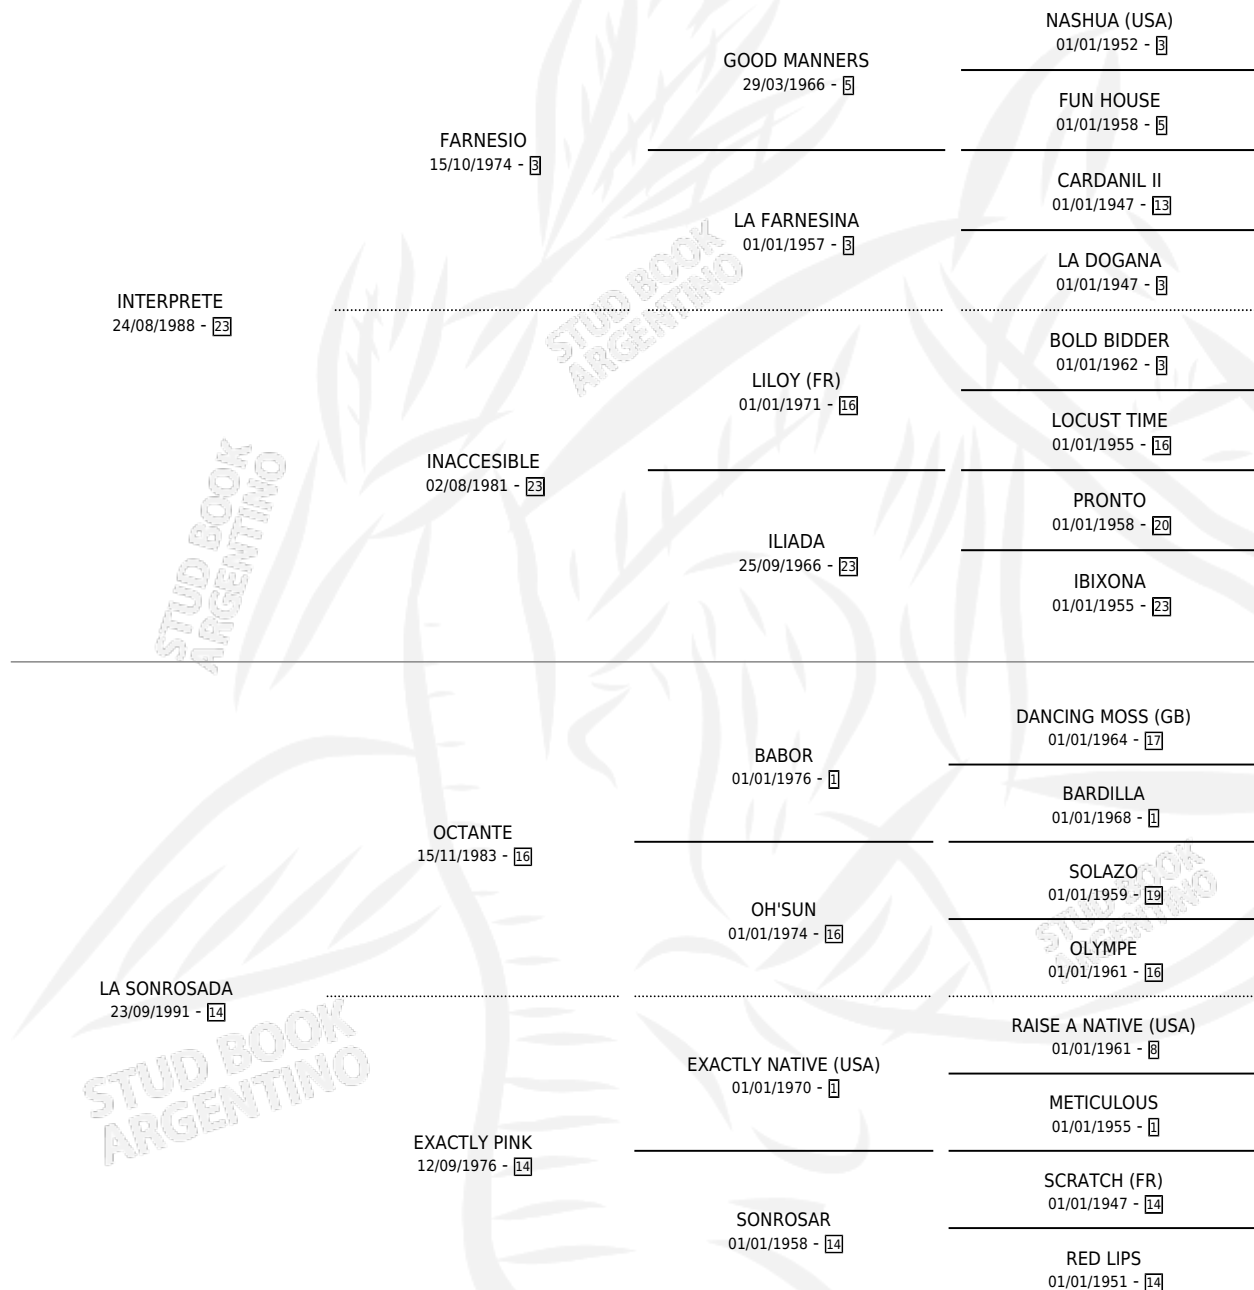 NASHUA (USA)
01/01/1952 - 3
GOOD MANNERS
29/03/1966 - 5
FUN HOUSE
01/01/1958 - 5
FARNESIO
15/10/1974 - 3
CARDANIL II
01/01/1947 - 13
LA FARNESINA
01/01/1957 - 3
LA DOGANA
01/01/1947 - 3
INTERPRETE
24/08/1988 - 23
BOLD BIDDER
01/01/1962 - 3
LILOY (FR)
01/01/1971 - 16
LOCUST TIME
01/01/1955 - 16
INACCESIBLE
02/08/1981 - 23
PRONTO
01/01/1958 - 20
ILIADA
25/09/1966 - 23
IBIXONA
01/01/1955 - 23
DANCING MOSS (GB)
01/01/1964 - 17
BABOR
01/01/1976 - 1
BARDILLA
01/01/1968 - 1
OCTANTE
15/11/1983 - 16
SOLAZO
01/01/1959 - 19
OH'SUN
01/01/1974 - 16
OLYMPE
01/01/1961 - 16
LA SONROSADA
23/09/1991 - 14
RAISE A NATIVE (USA)
01/01/1961 - 8
EXACTLY NATIVE (USA)
01/01/1970 - 1
METICULOUS
01/01/1955 - 1
EXACTLY PINK
12/09/1976 - 14
SCRATCH (FR)
01/01/1947 - 14
SONROSAR
01/01/1958 - 14
RED LIPS
01/01/1951 - 14
STUD BOOK
ARGENTINO
STUD BOOK
ARGENTINO
STUD BOOK
ARGENTINO
STUD BOOK
ARGENTINO